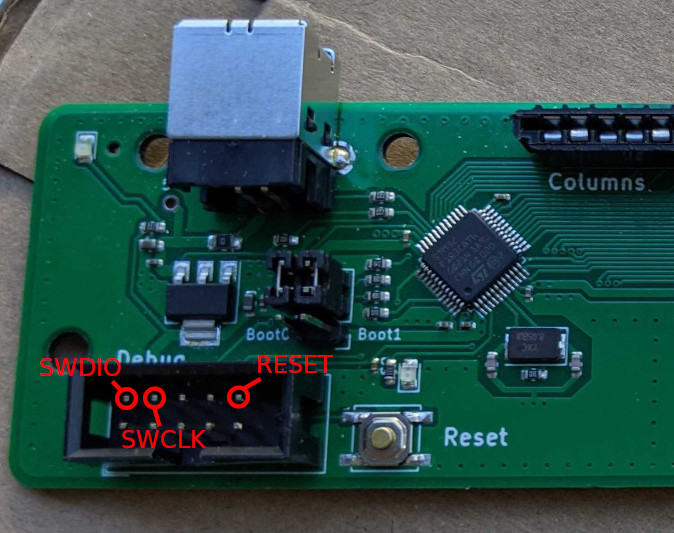 Columns
Boot0
Boot1
Debug
SWDIO
RESET
SWCLK
Reset